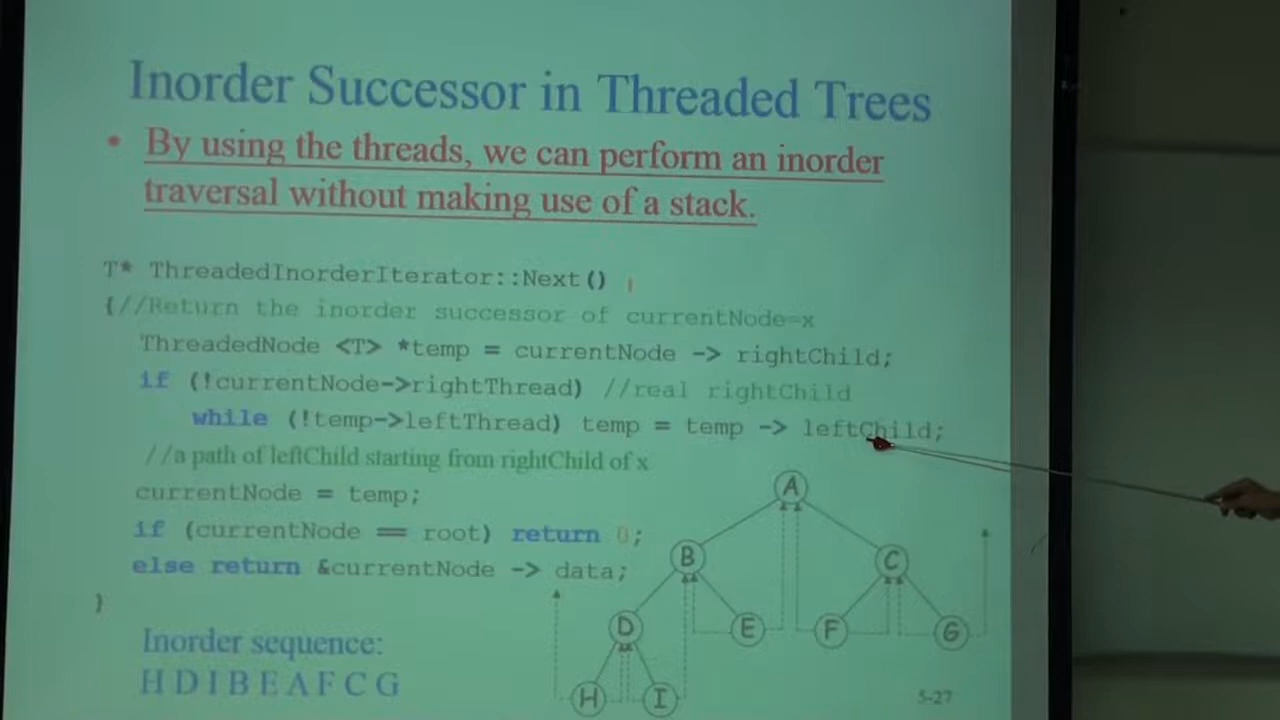 Inorder Successor in Threaded Trees
• By using the threads, we can perform an inorder
traversal without making use of a stack.
T* ThreadedInorderIterator::Next()
{//Return the inorder successor of currentNode=x
ThreadedNode <T> *temp = currentNode -> rightChild;
if (!currentNode->rightThread) //real rightChild
while (!temp->leftThread) temp = temp -> leftChild;
//a path of leftChild starting from rightChild of x
currentNode = temp;
if (currentNode == root) return 0;
else return &currentNode -> data;
}
Inorder sequence:
H D I B E A F C G
A
B C
D E F G
H I
5-27